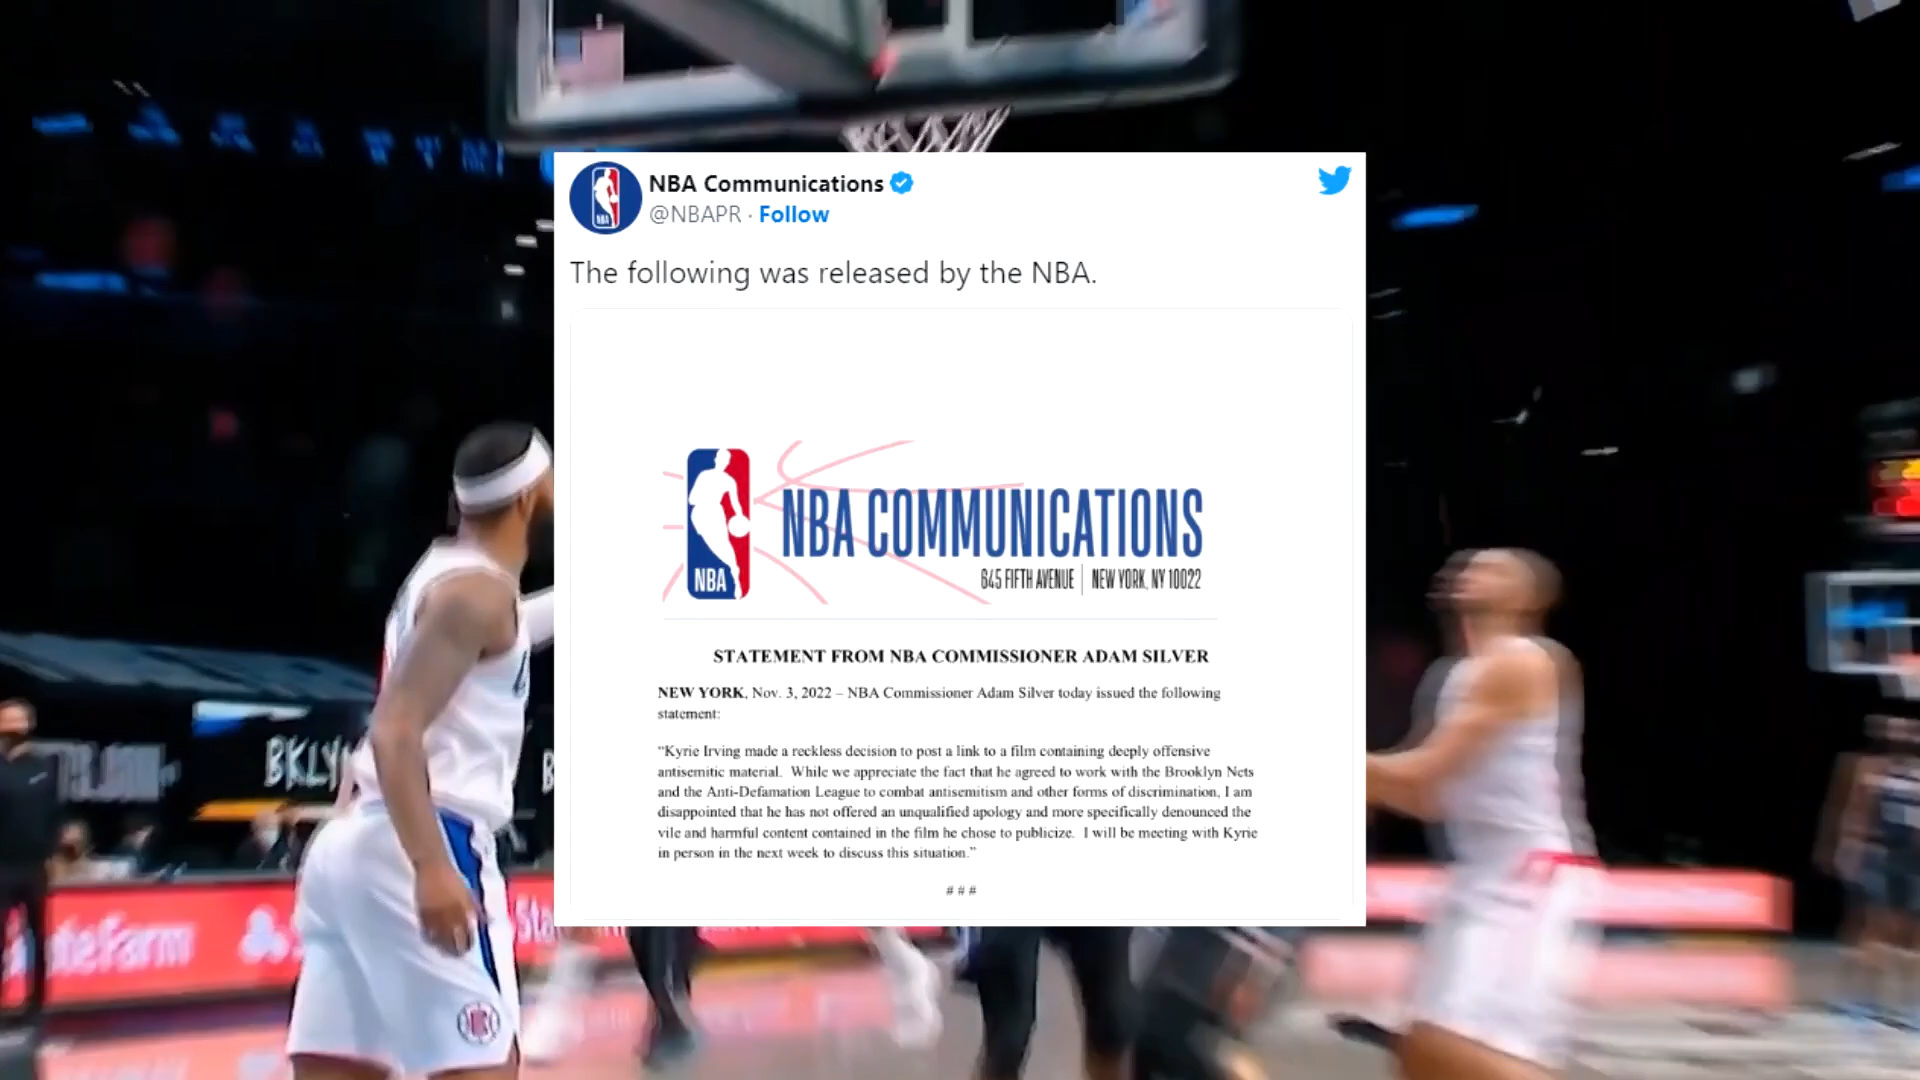 NBA Communications
@NBAPR · Follow
The following was released by the NBA.
NBA
NBA COMMUNICATIONS
645 FIFTH AVENUE | NEW YORK, NY 10022
STATEMENT FROM NBA COMMISSIONER ADAM SILVER
NEW YORK, Nov. 3, 2022 – NBA Commissioner Adam Silver today issued the following
statement:
“Kyrie Irving made a reckless decision to post a link to a film containing deeply offensive
antisemitic material.  While we appreciate the fact that he agreed to work with the Brooklyn Nets
and the Anti-Defamation League to combat antisemitism and other forms of discrimination, I am
disappointed that he has not offered an unqualified apology and more specifically denounced the
vile and harmful content contained in the film he chose to publicize.  I will be meeting with Kyrie
in person in the next week to discuss this situation.”
# # #
BKLY
teFarm
Sta